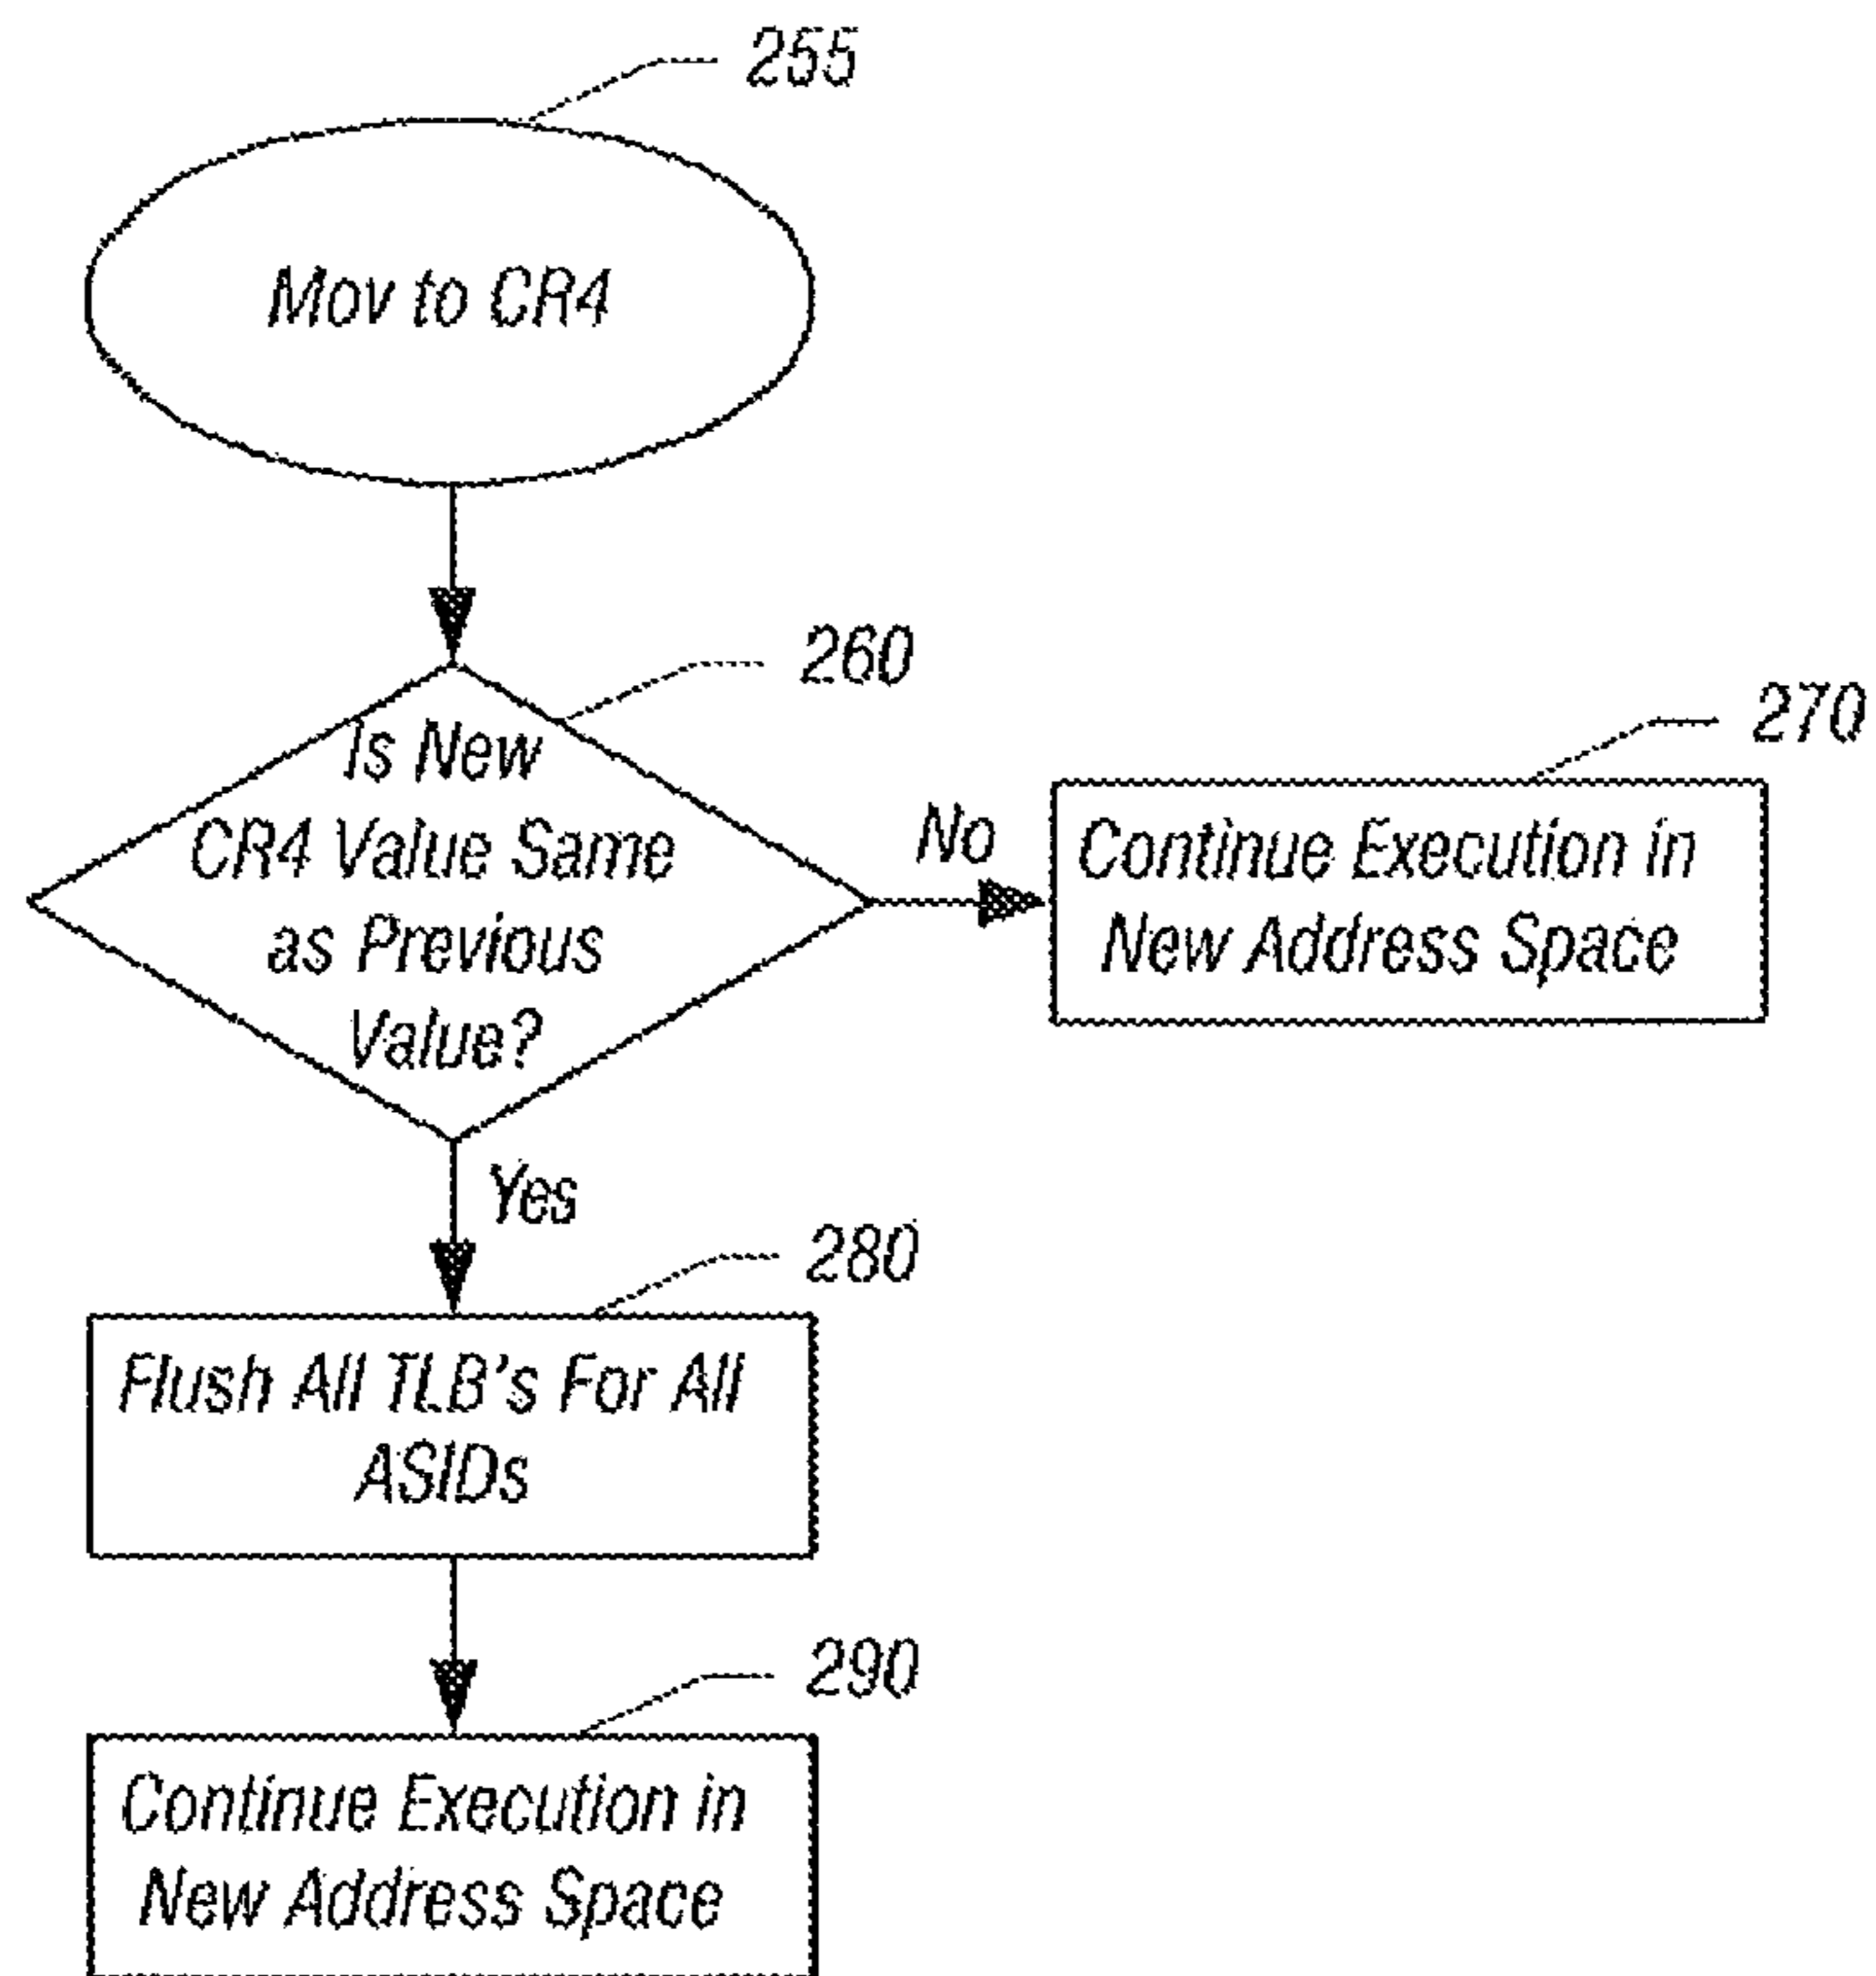 255
Mov to CR4
260
Is New
CR4 Value Same
as Previous
Value?
No
270
Continue Execution in
New Address Space
Yes
280
Flush All TLB's For All
ASIDs
290
Continue Execution in
New Address Space